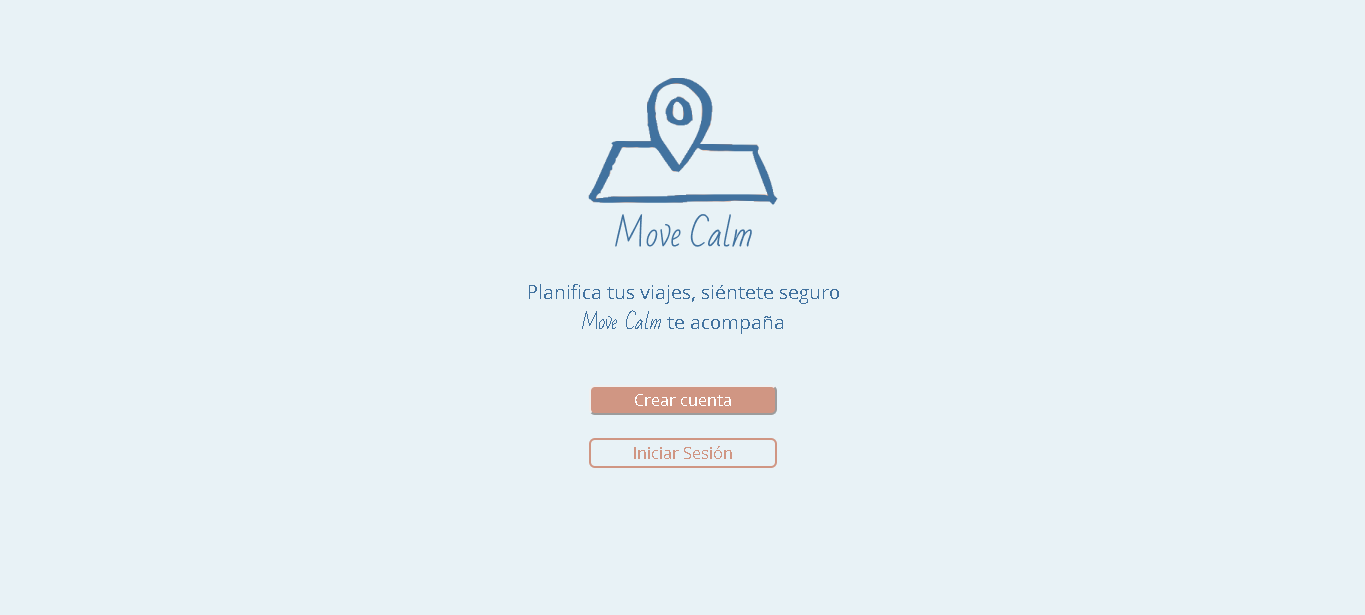 Move Calm
Planifica tus viajes, siéntete seguro
Move Calm te acompaña
Crear cuenta
Iniciar Sesión